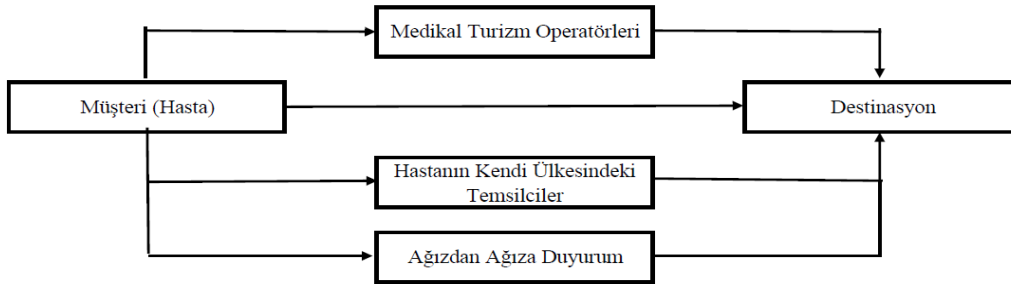 Medikal Turizm Operatörleri
Müşteri (Hasta)
Destinasyon
Hastanın Kendi Ülkesindeki
Temsilciler
Ağızdan Ağıza Duyurum